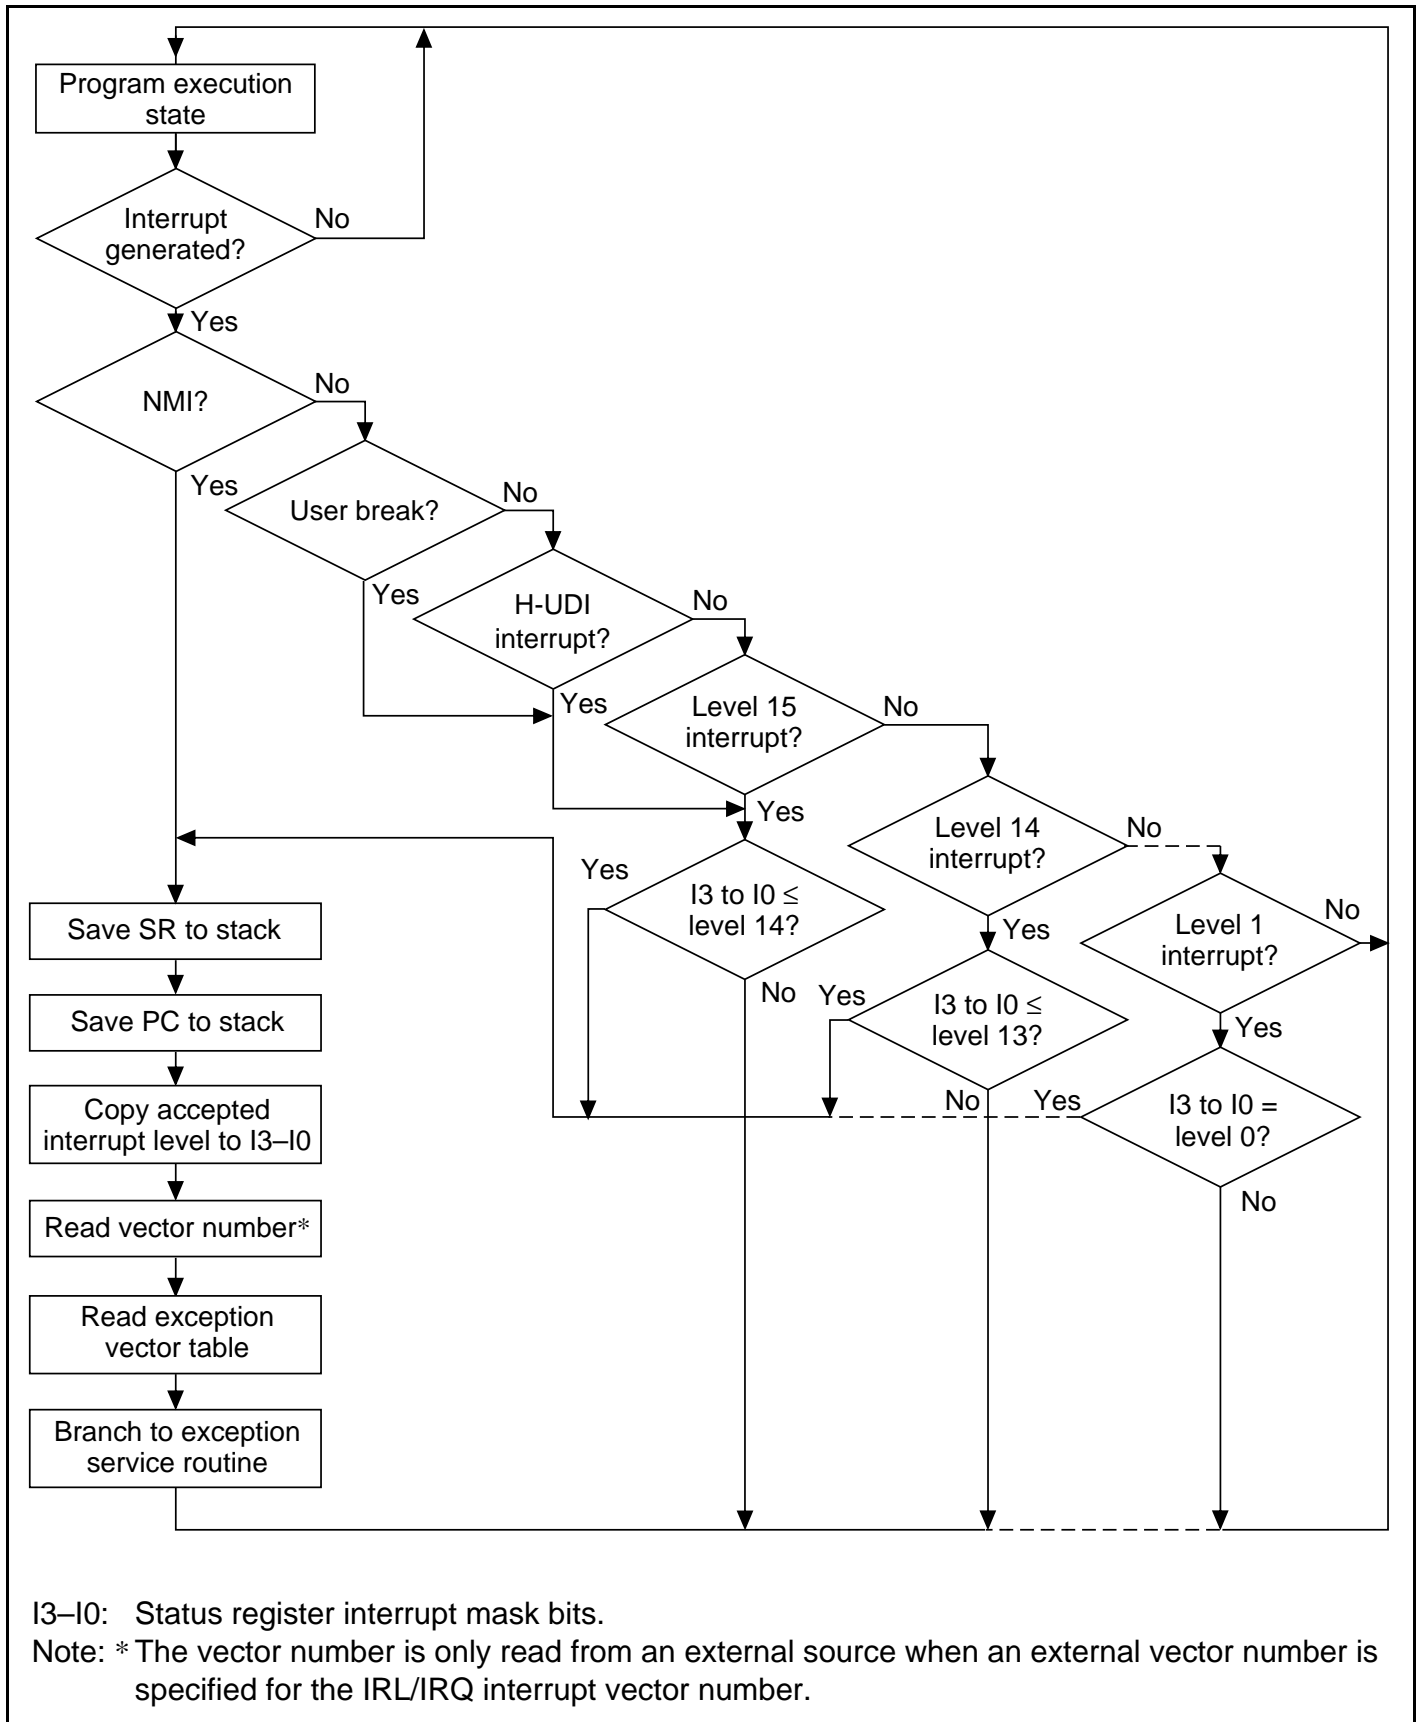 Program execution
state
Interrupt
generated?
No
Yes
NMI?
No
Yes
User break?
No
Yes
H-UDI
interrupt?
No
Yes
Level 15
interrupt?
No
Yes
Level 14
interrupt?
No
Yes
I3 to I0 ≤
level 14?
Yes
No
Level 1
interrupt?
No
Yes
I3 to I0 ≤
level 13?
Yes
No
I3 to I0 =
level 0?
Yes
No
Save SR to stack
Save PC to stack
Copy accepted
interrupt level to I3–I0
Read vector number*
Read exception
vector table
Branch to exception
service routine
I3–I0: Status register interrupt mask bits.
Note: * The vector number is only read from an external source when an external vector number is
specified for the IRL/IRQ interrupt vector number.